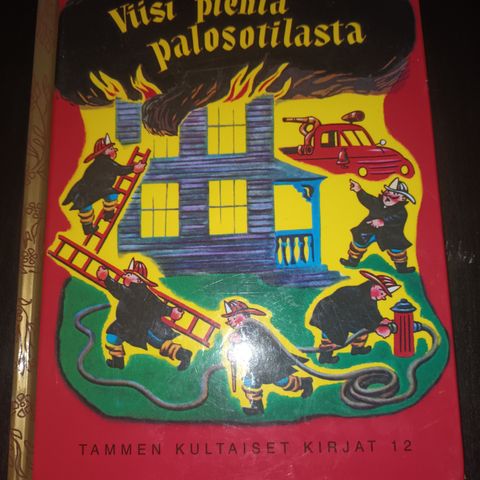 Viisi pientä
palosotilasta
TAMMEN KULTAISET KIRJAT 12